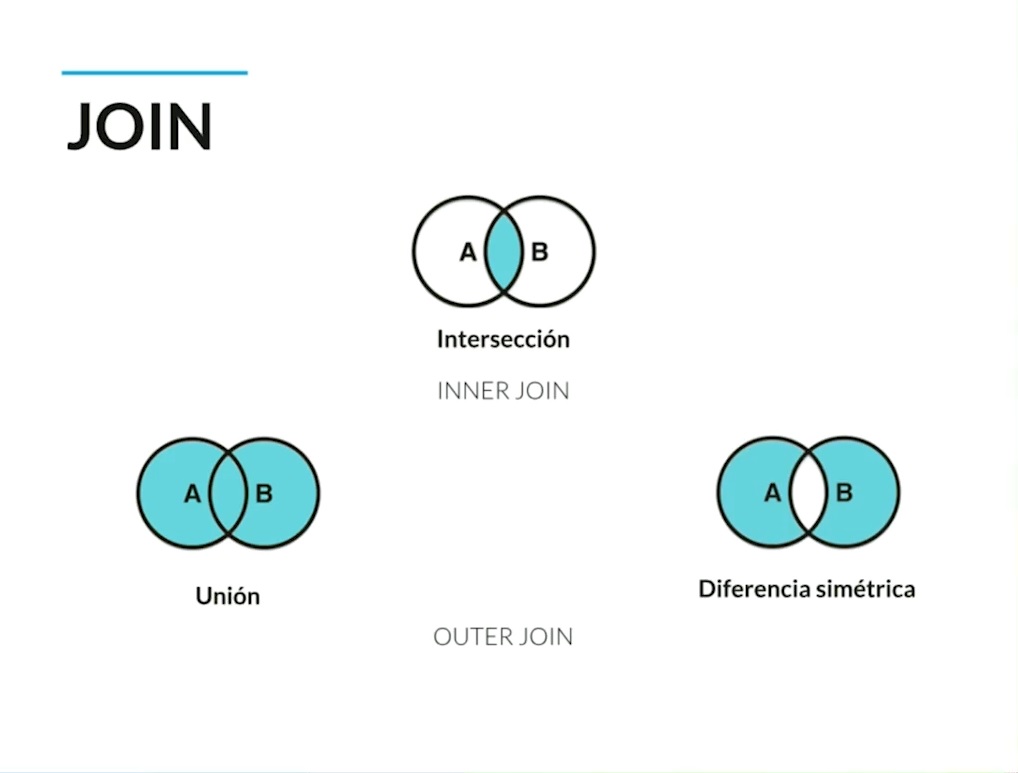 JOIN
A B
Intersección
INNER JOIN
A B
A B
Unión
Diferencia simétrica
OUTER JOIN